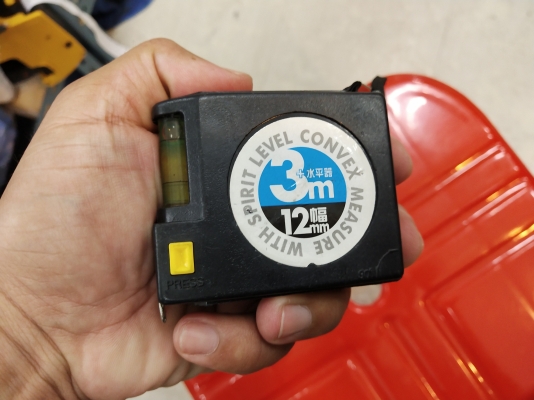 SPIRIT LEVEL CONVEX MEASURE WITH
3m
水平器
12mm
幅
PRESS